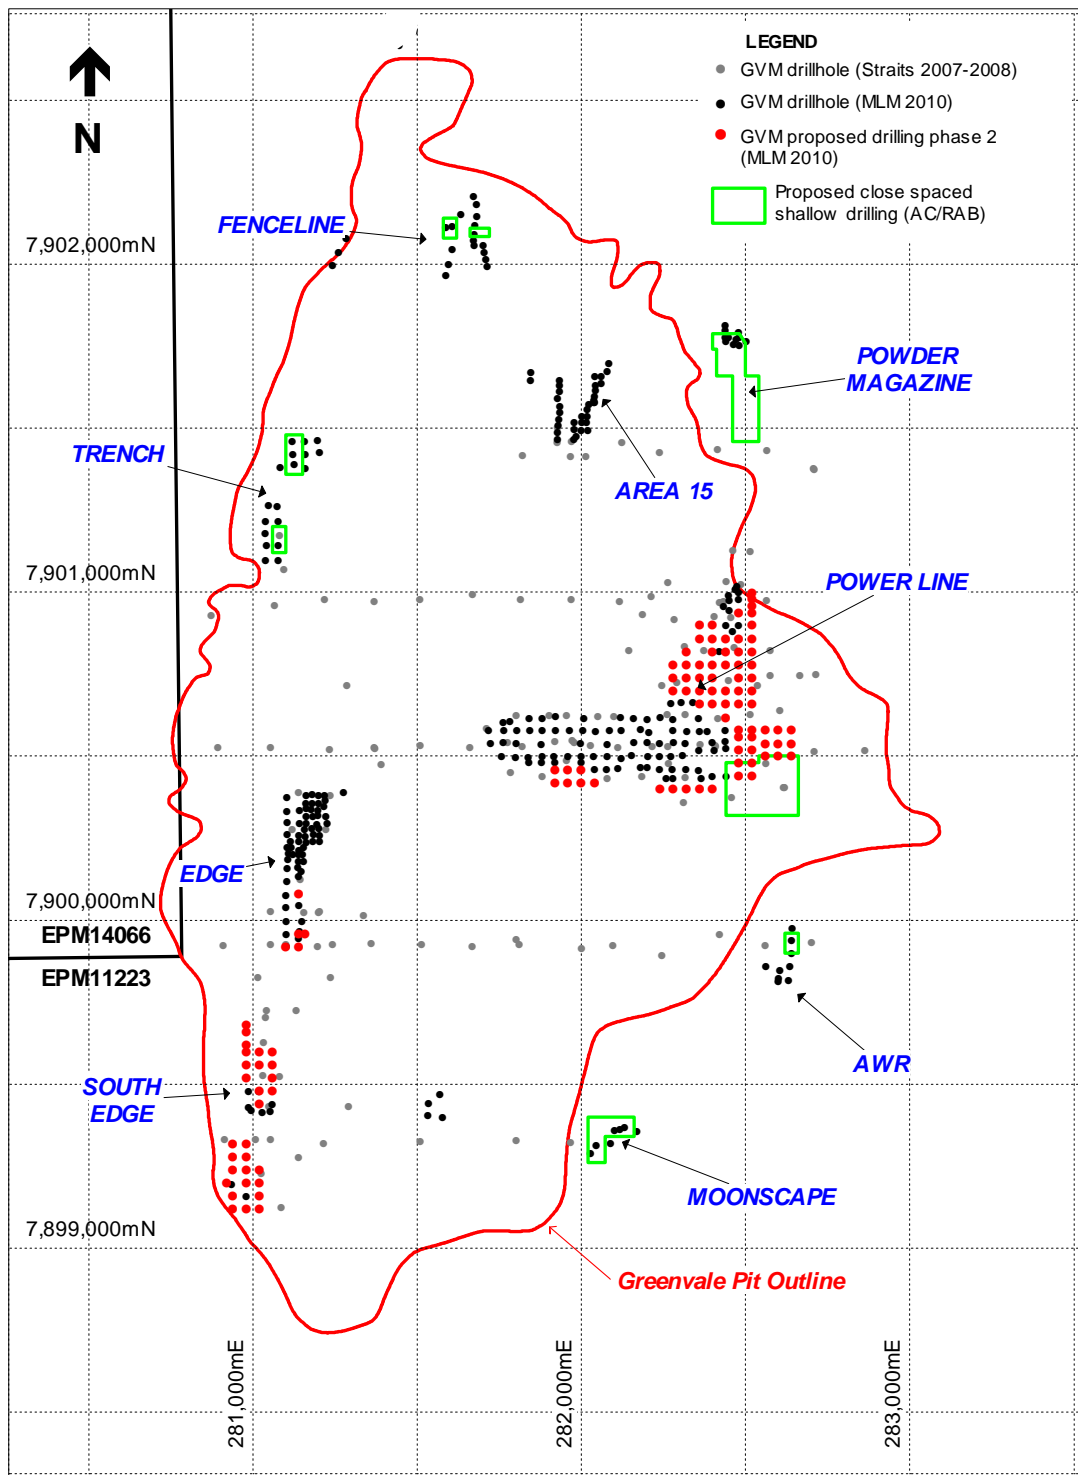 LEGEND
GVM drillhole (Straits 2007-2008)
GVM drillhole (MLM 2010)
GVM proposed drilling phase 2
(MLM 2010)
Proposed close spaced
shallow drilling (AC/RAB)
N
FENCELINE
7,902,000mN
POWDER
MAGAZINE
TRENCH
AREA 15
7,901,000mN
POWER LINE
EDGE
7,900,000mN
EPM14066
EPM11223
AWR
SOUTH
EDGE
MOONSCAPE
7,899,000mN
Greenvale Pit Outline
281,000mE
282,000mE
283,000mE